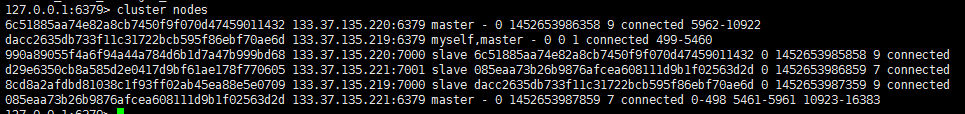 127.0.0.1:6379> cluster nodes
6c51885aa74e82a8cb7450f9f070d47459011432 133.37.135.220:6379 master - 0 1452653986358 9 connected 5962-10922
dacc2635db733f11c31722bcb595f86ebf70ae6d 133.37.135.219:6379 myself,master - 0 0 1 connected 499-5460
990a89055f4a6f94a44a784d6b1d7a47b999bd68 133.37.135.220:7000 slave 6c51885aa74e82a8cb7450f9f070d47459011432 0 1452653985858 9 connected
d29e6350cb8a585d2e0417d9bf61ae178f770605 133.37.135.221:7001 slave 085eaa73b26b9876afcea608111d9b1f02563d2d 0 1452653986859 7 connected
8cd8a2afdbd81038c1f93ff02ab45ea88e5e0709 133.37.135.219:7000 slave dacc2635db733f11c31722bcb595f86ebf70ae6d 0 1452653987359 9 connected
085eaa73b26b9876afcea608111d9b1f02563d2d 133.37.135.221:6379 master - 0 1452653987859 7 connected 0-498 5461-5961 10923-16383
127.0.0.1:6379>